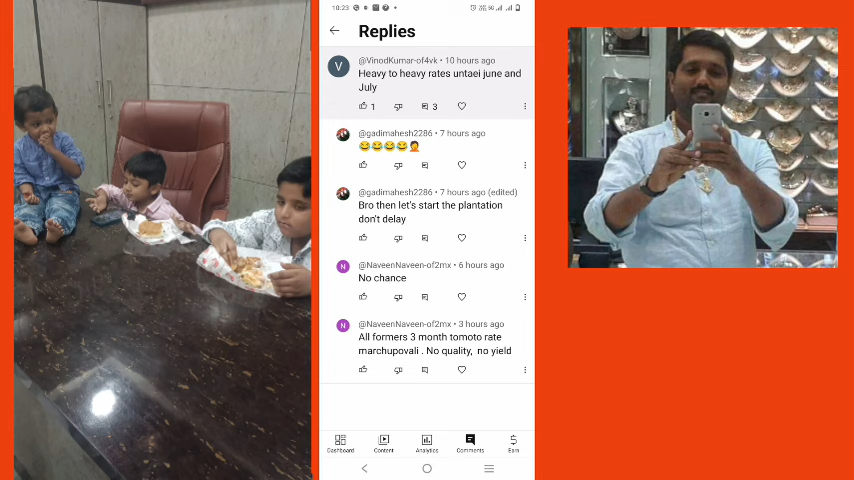 10:23
Replies
@VinodKumar-of4vk • 10 hours ago
Heavy to heavy rates untaei june and
July
1 3
@gadimahesh2286 • 7 hours ago
😂😂😂😂🤦
@gadimahesh2286 • 7 hours ago (edited)
Bro then let's start the plantation
don't delay
@NaveenNaveen-of2mx • 6 hours ago
No chance
@NaveenNaveen-of2mx • 3 hours ago
All formers 3 month tomoto rate
marchupovali . No quality, no yield
Dashboard Content Analytics Comments Earn